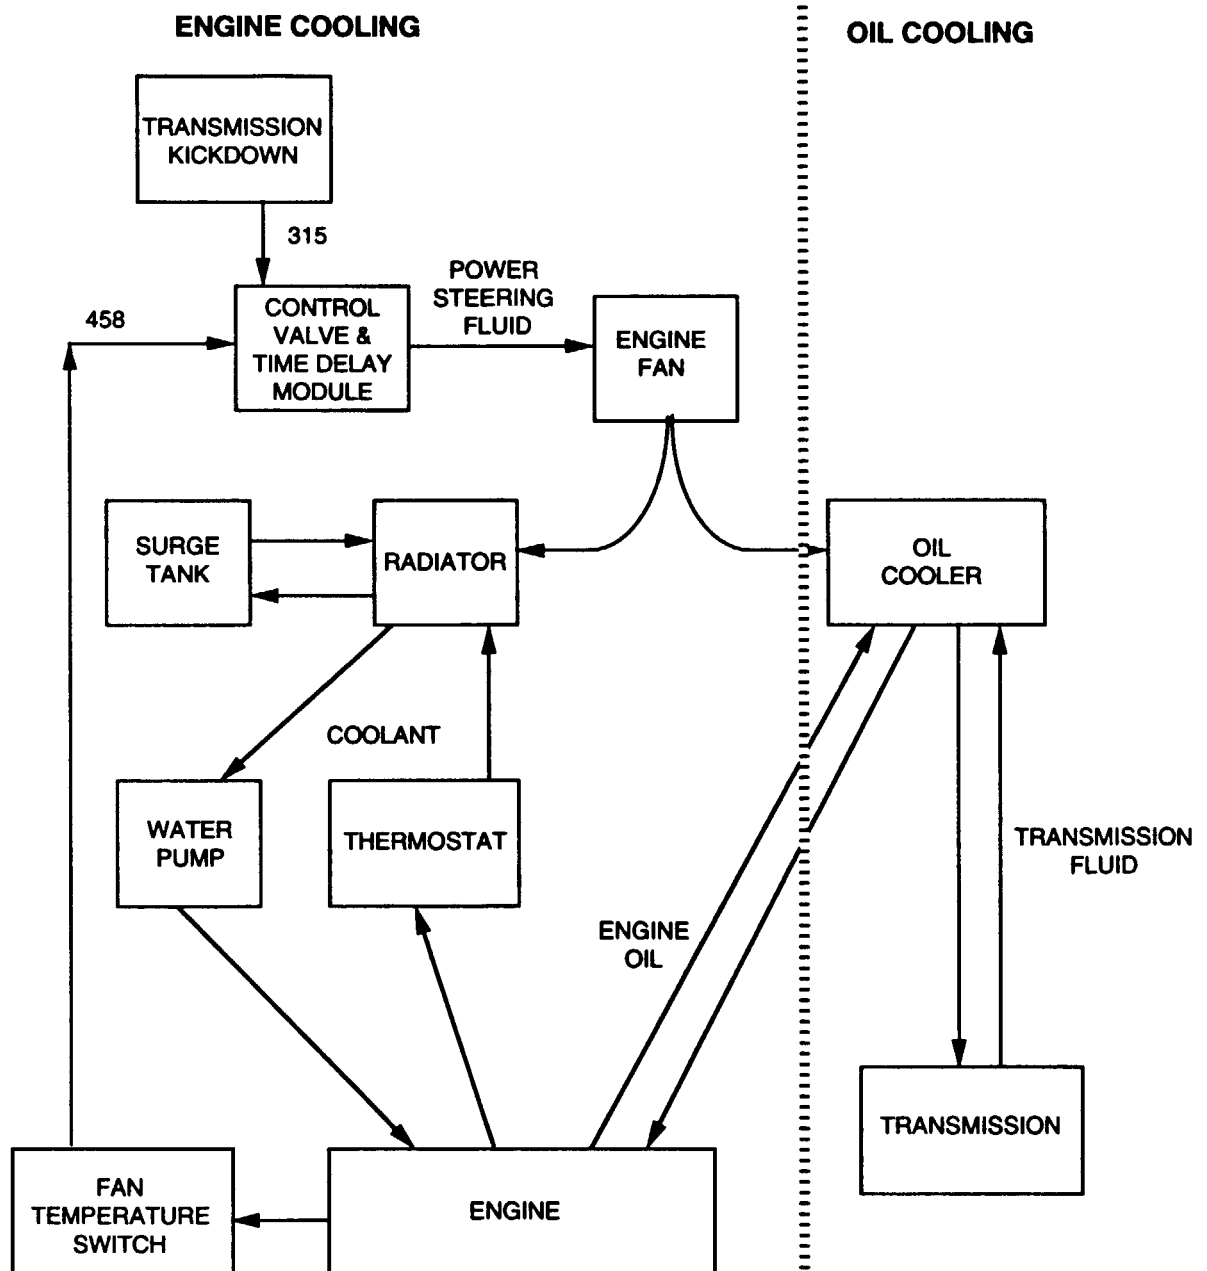 ENGINE COOLING
OIL COOLING
TRANSMISSION
KICKDOWN
315
458
CONTROL
VALVE &
TIME DELAY
MODULE
POWER
STEERING
FLUID
ENGINE
FAN
SURGE
TANK
RADIATOR
OIL
COOLER
COOLANT
WATER
PUMP
THERMOSTAT
TRANSMISSION
FLUID
ENGINE
OIL
TRANSMISSION
FAN
TEMPERATURE
SWITCH
ENGINE